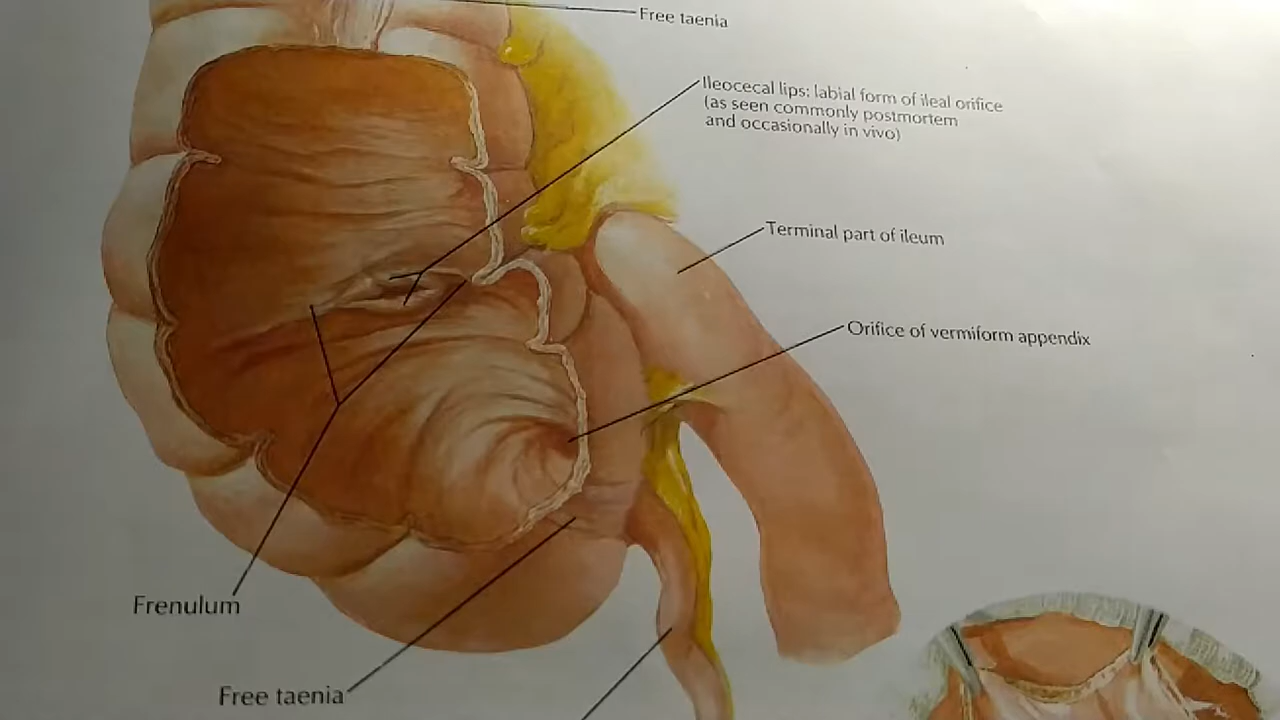 Free taenia
Ileocecal lips: labial form of ileal orifice
(as seen commonly postmortem
and occasionally in vivo)
Terminal part of ileum
Orifice of vermiform appendix
Frenulum
Free taenia